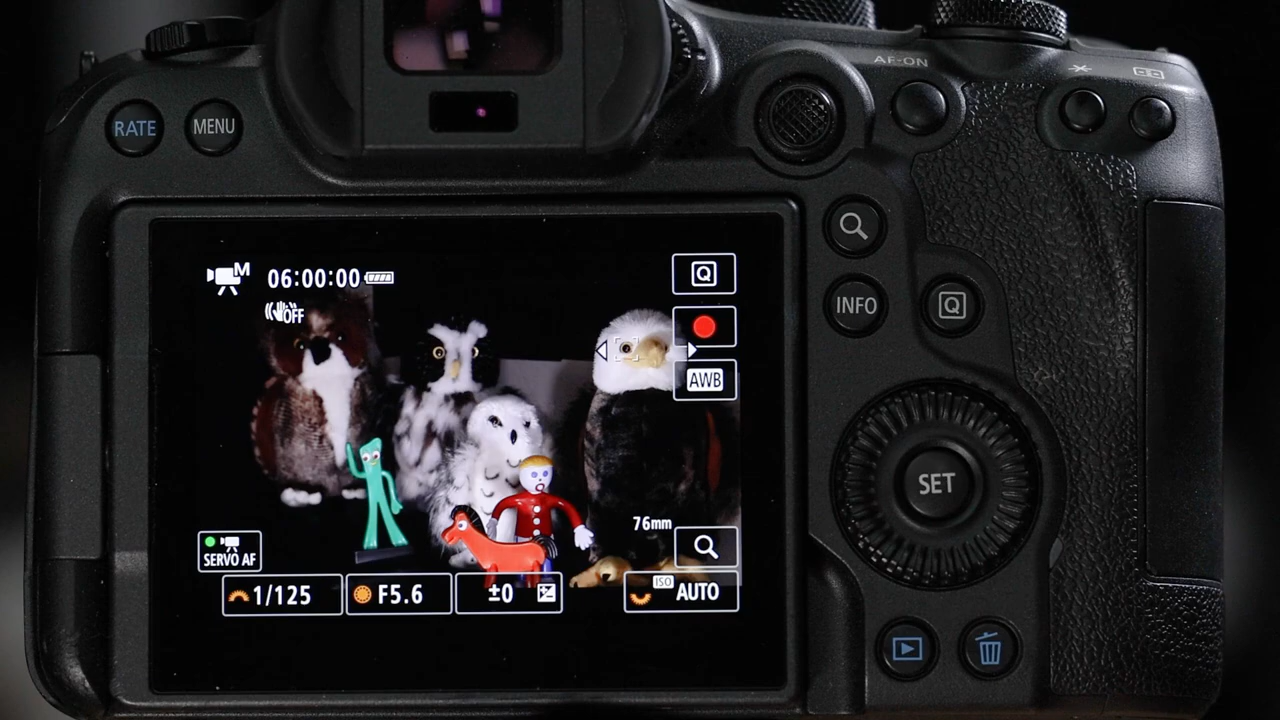 AF-ON
RATE
MENU
M
06:00:00
Q
OFF
INFO
Q
AWB
SET
76mm
SERVO AF
1/125
F5.6
±0
ISO
AUTO